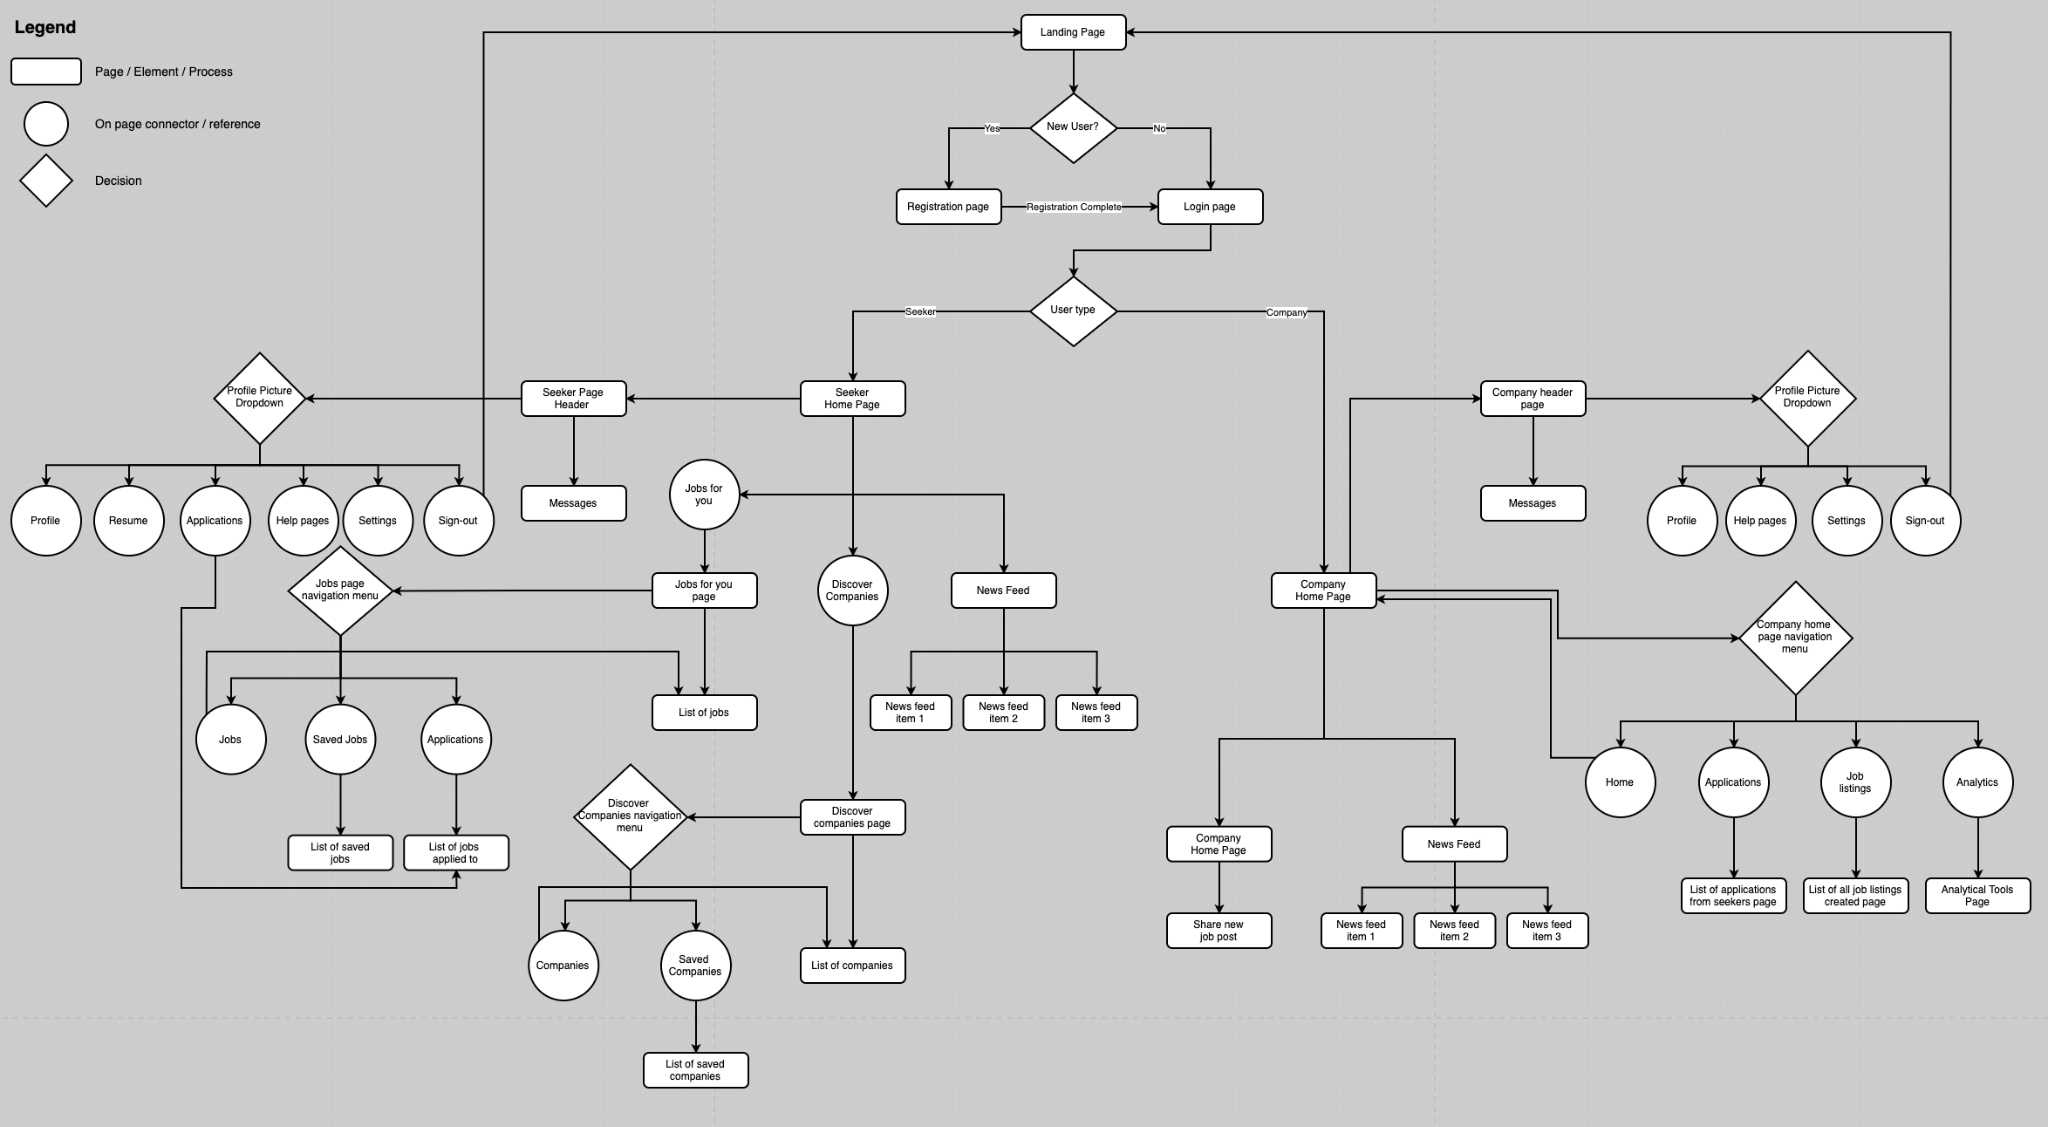 Legend
Page / Element / Process
On page connector / reference
Decision
Landing Page
New User?
Yes
No
Registration page
Registration Complete
Login page
User type
Seeker
Company
Profile Picture
Dropdown
Seeker Page
Header
Seeker
Home Page
Company header
page
Profile Picture
Dropdown
Profile
Resume
Applications
Help pages
Settings
Sign-out
Messages
Jobs for
you
Messages
Profile
Help pages
Settings
Sign-out
Jobs page
navigation menu
Jobs for you
page
Discover
Companies
News Feed
Company
Home Page
Company home
page navigation
menu
Jobs
Saved Jobs
Applications
List of jobs
News feed
item 1
News feed
item 2
News feed
item 3
Home
Applications
Job
listings
Analytics
List of saved
jobs
List of jobs
applied to
Discover
Companies navigation
menu
Discover
companies page
Company
Home Page
News Feed
List of applications
from seekers page
List of all job listings
created page
Analytical Tools
Page
Share new
job post
News feed
item 1
News feed
item 2
News feed
item 3
Companies
Saved
Companies
List of companies
List of saved
companies